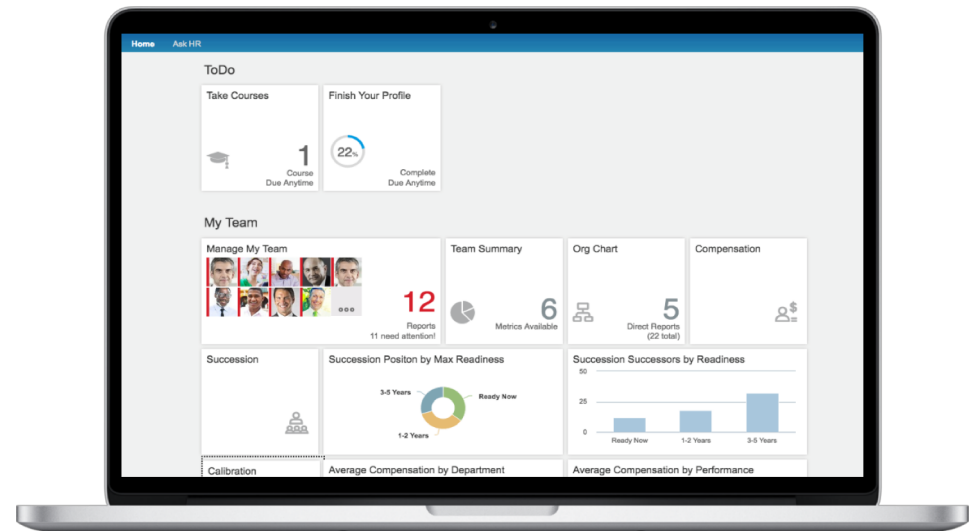 Home Ask HR
ToDo
Take Courses
1
Course
Due Anytime
Finish Your Profile
22%
Complete
Due Anytime
My Team
Manage My Team
12
Reports
11 need attention!
Team Summary
6
Metrics Available
Org Chart
5
Direct Reports
(22 total)
Compensation
$
Succession
Succession Positon by Max Readiness
3-5 Years
Ready Now
1-2 Years
Succession Successors by Readiness
50
25
0
Ready Now 1-2 Years 3-5 Years
Calibration
Average Compensation by Department
Average Compensation by Performance